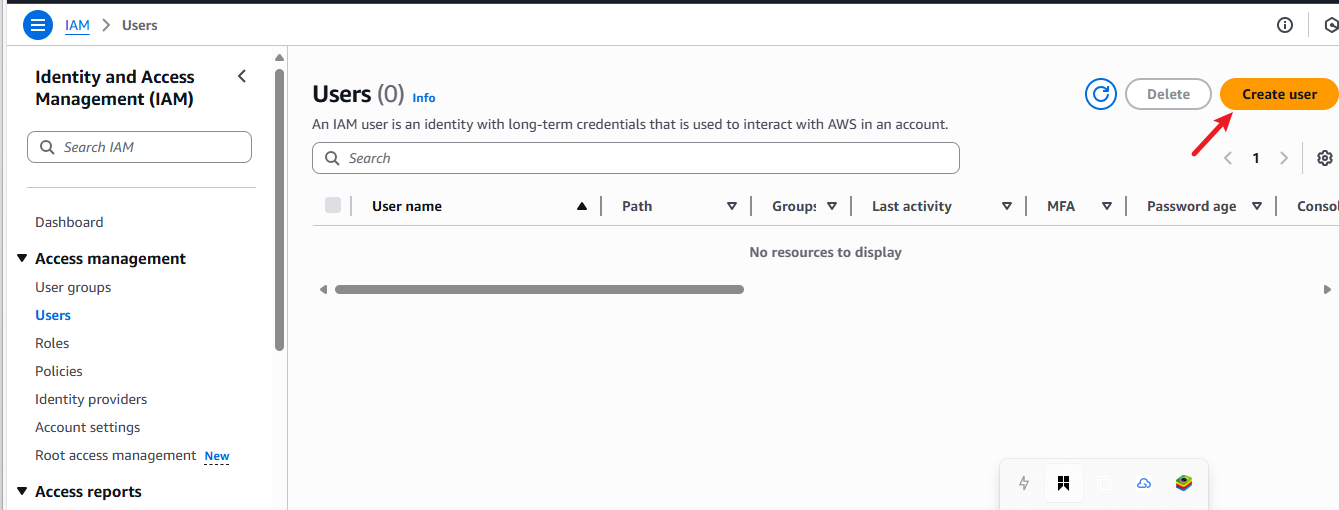 IAM > Users
Identity and Access
Management (IAM)
Search IAM
Dashboard
Access management
User groups
Users
Roles
Policies
Identity providers
Account settings
Root access management New
Access reports
Users (0) Info
Delete
Create user
An IAM user is an identity with long-term credentials that is used to interact with AWS in an account.
Search
1
User name
Path
Groups
Last activity
MFA
Password age
Consol
No resources to display